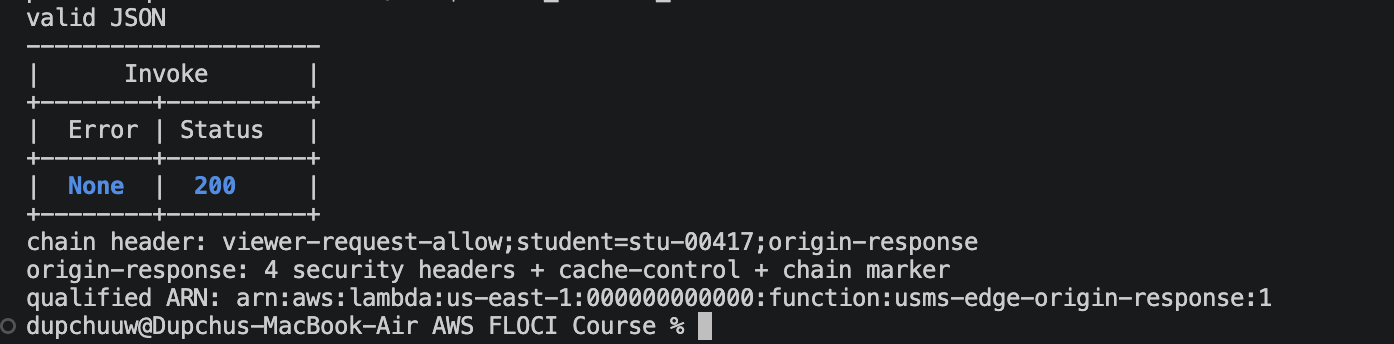 valid JSON
---------------------
|      Invoke       |
+--------+----------+
|  Error | Status   |
+--------+----------+
|  None  |  200     |
+--------+----------+
chain header: viewer-request-allow;student=stu-00417;origin-response
origin-response: 4 security headers + cache-control + chain marker
qualified ARN: arn:aws:lambda:us-east-1:000000000000:function:usms-edge-origin-response:1
dupchuuw@Dupchus-MacBook-Air AWS FLOCI Course %